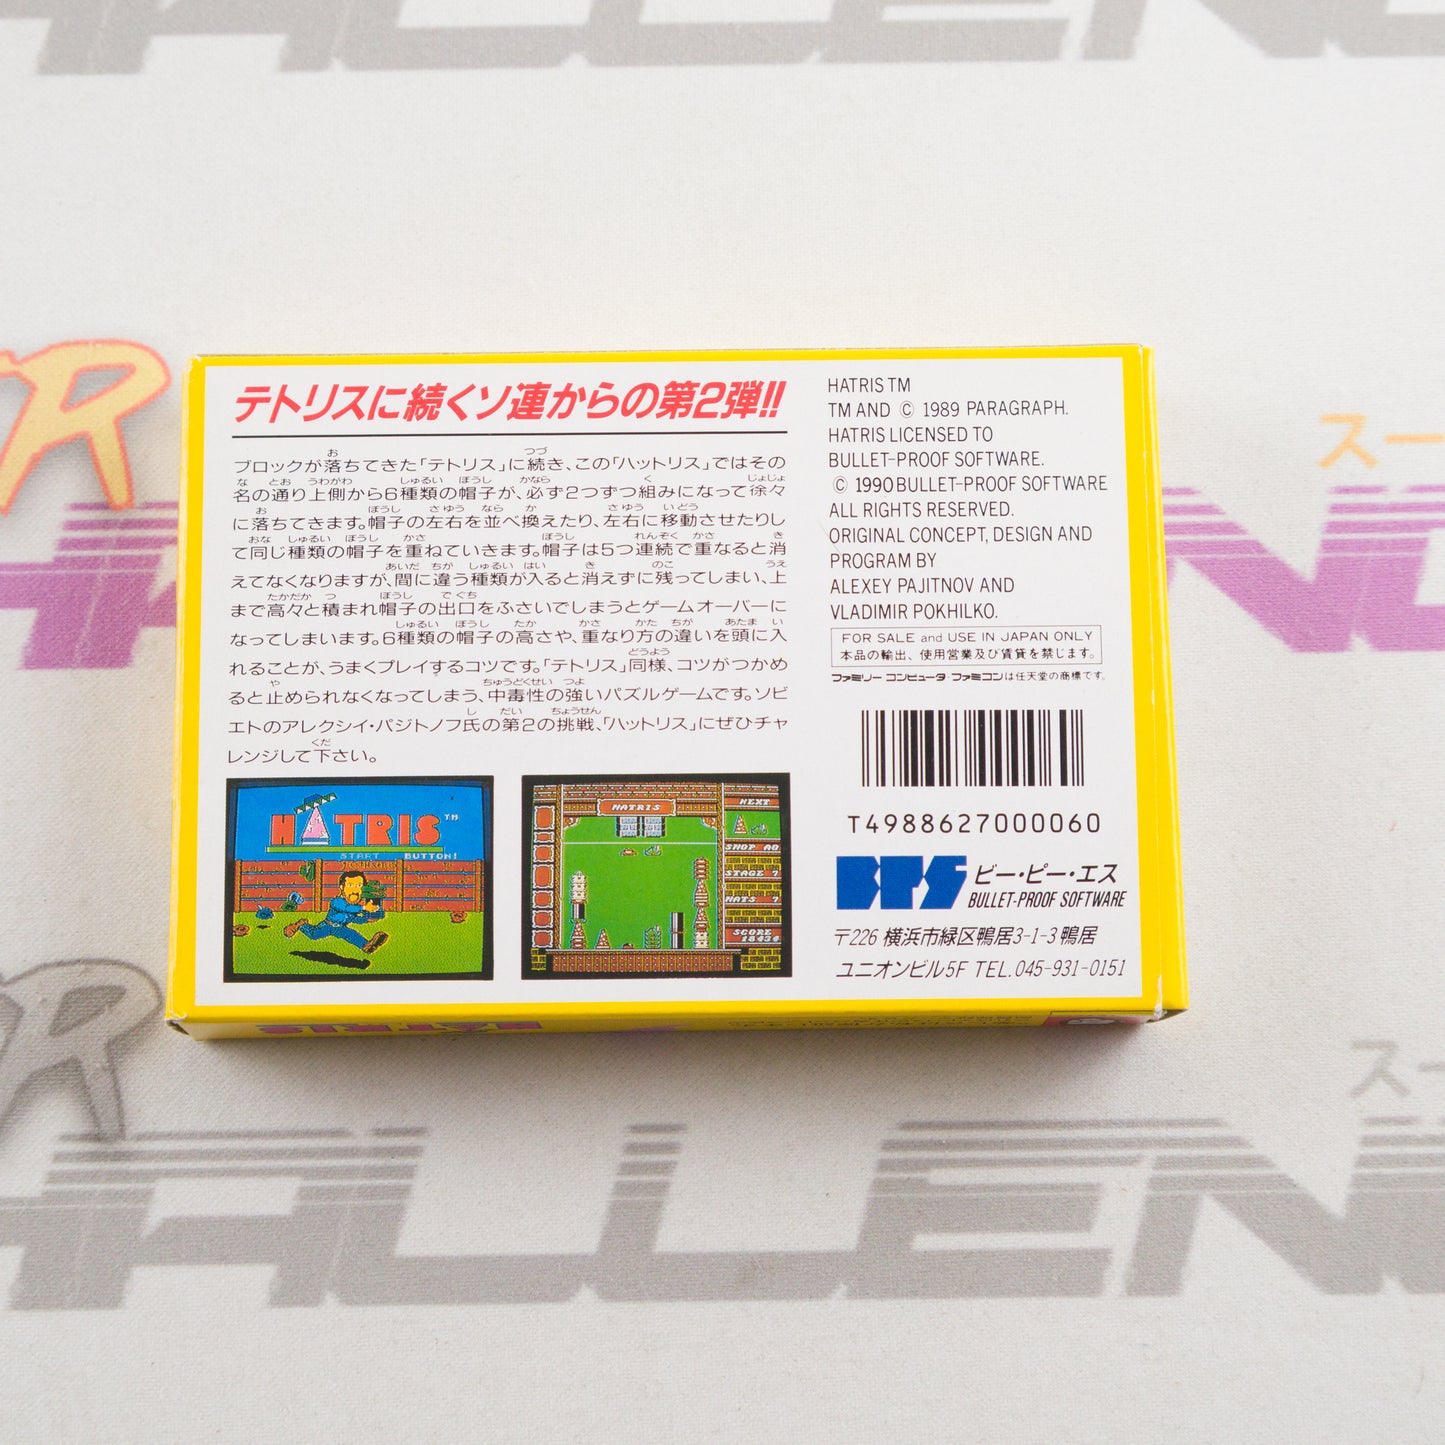 テトリスに続くソ連からの第2弾!!
ブロックが落ちてきた「テトリス」に続き、この「ハットリス」ではその
名の通り上側から6種類の帽子が、必ず2つずつ組みになって徐々
に落ちてきます。帽子の左右を並べ換えたり、左右に移動させたりし
て同じ種類の帽子を重ねていきます。帽子は5つ連続で重なると消
えてなくなりますが、間に違う種類が入ると消えずに残ってしまい、上
まで高々と積まれ帽子の出口をふさいでしまうとゲームオーバーに
なってしまいます。6種類の帽子の高さや、重なり方の違いを頭に入
れることが、うまくプレイするコツです。「テトリス」同様、コツがつかめ
ると止められなくなってしまう、中毒性の強いパズルゲームです。ソビ
エトのアレクシイ・パジトノフ氏の第2の挑戦、「ハットリス」にぜひチャ
レンジして下さい。
HATRIS™
START BUTTON!
HATRIS
NEXT
SHOP A0
STAGE 7
HATS 7
SCORE
18454
HATRIS TM
TM AND © 1989 PARAGRAPH.
HATRIS LICENSED TO
BULLET-PROOF SOFTWARE.
© 1990 BULLET-PROOF SOFTWARE
ALL RIGHTS RESERVED.
ORIGINAL CONCEPT, DESIGN AND
PROGRAM BY
ALEXEY PAJITNOV AND
VLADIMIR POKHILKO.
FOR SALE and USE IN JAPAN ONLY
本品の輸出、使用営業及び賃貸を禁じます。
ファミリー コンピュータ・ファミコンは任天堂の商標です。
T4988627000060
BPS ビー・ピー・エス
BULLET-PROOF SOFTWARE
〒226 横浜市緑区鴨居3-1-3鴨居
ユニオンビル5F TEL.045-931-0151